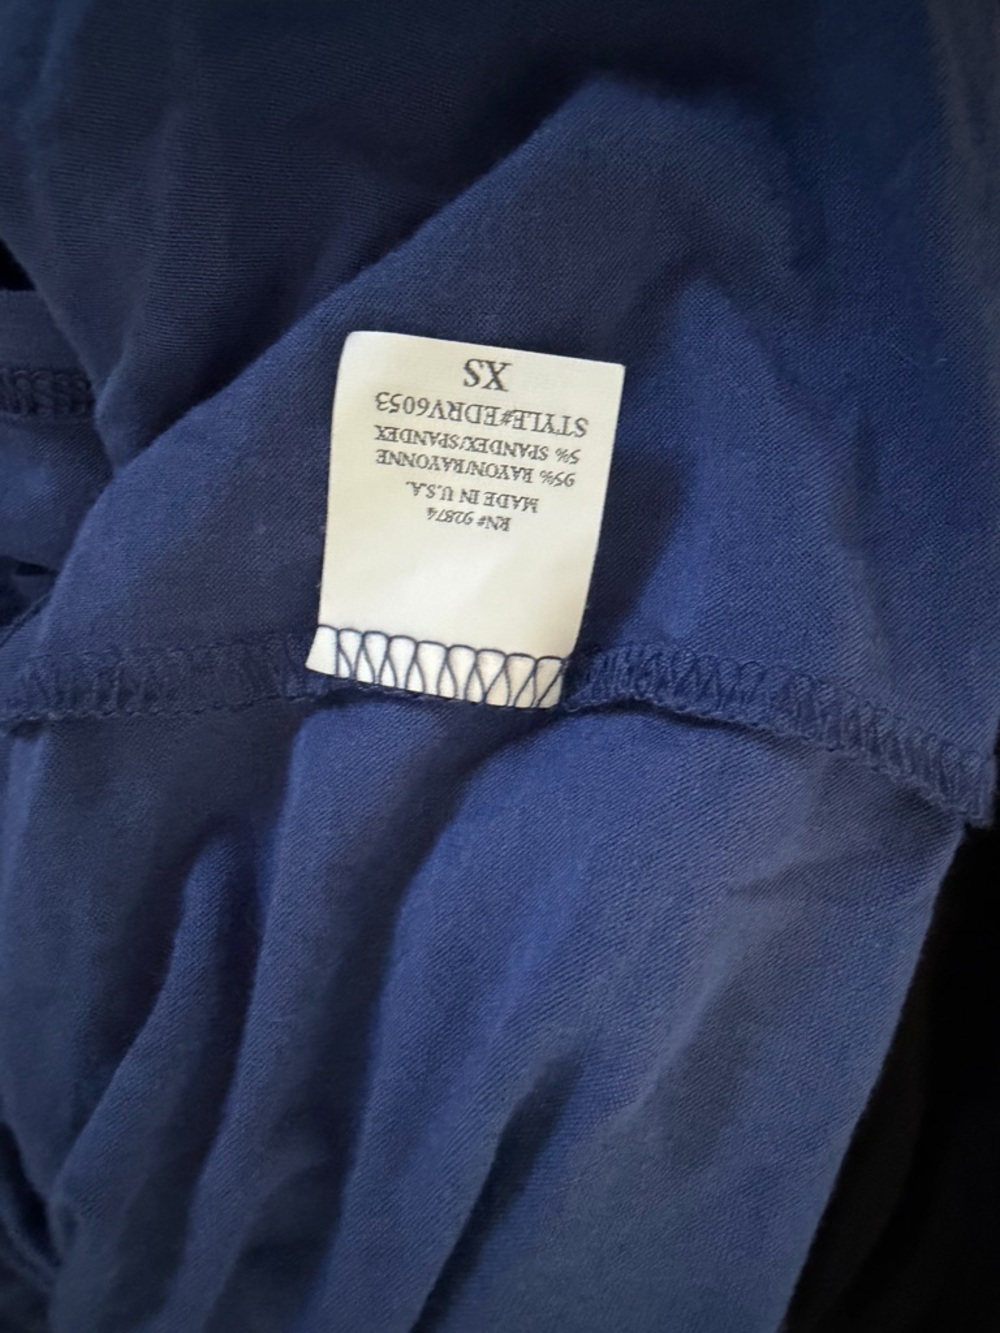 RN# 92874
MADE IN U.S.A.
95% RAYON/RAYONNE
5% SPANDEX/SPANDEX
STYLE#EDRV6053
XS